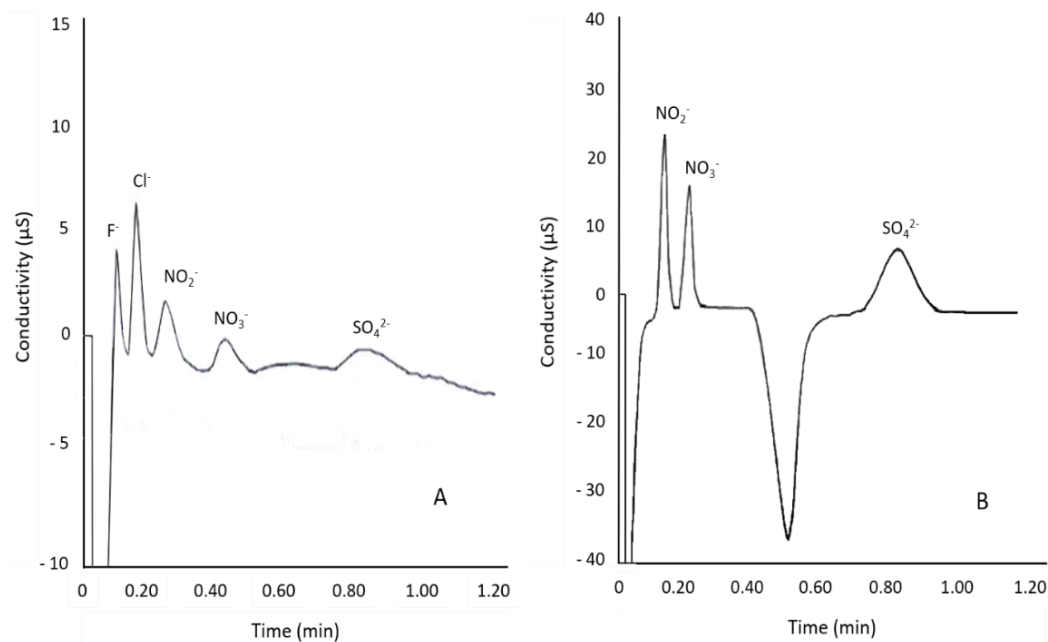 15
10
5
0
- 5
- 10
Conductivity (µS)
F⁻
Cl⁻
NO₂⁻
NO₃⁻
SO₄²⁻
A
0 0.20 0.40 0.60 0.80 1.00 1.20
Time (min)
40
30
20
10
0
- 10
- 20
- 30
- 40
Conductivity (µS)
NO₂⁻
NO₃⁻
SO₄²⁻
B
0 0.20 0.40 0.60 0.80 1.00 1.20
Time (min)